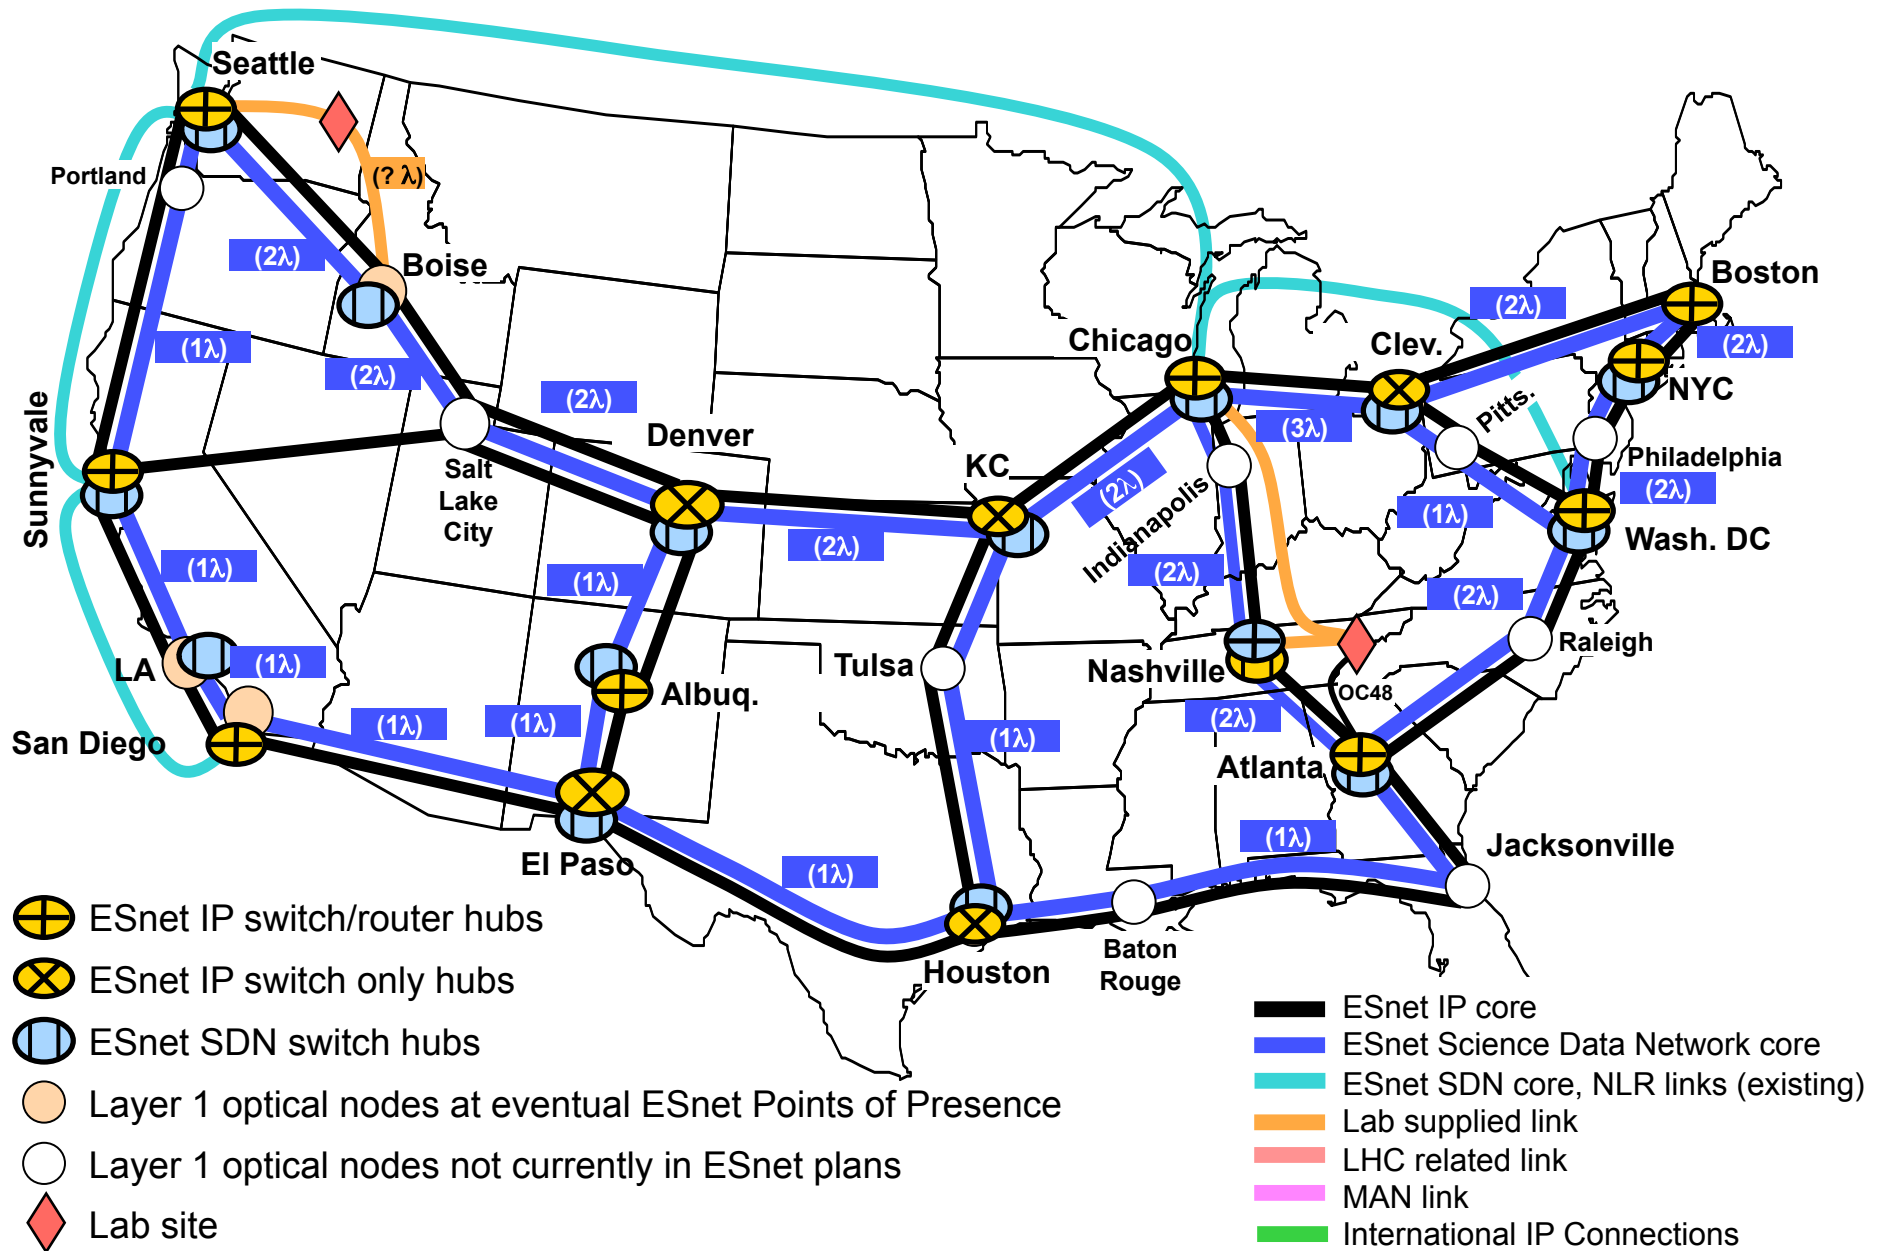 Seattle
Portland
(? λ)
(2λ)
Boise
Boston
(2λ)
(1λ)
Chicago
Clev.
(2λ)
(2λ)
(2λ)
NYC
Sunnyvale
Denver
(3λ)
Pitts.
KC
Salt
Lake
City
Philadelphia
(2λ)
(2λ)
Indianapolis
(1λ)
(2λ)
Wash. DC
(1λ)
(1λ)
(2λ)
(2λ)
LA
(1λ)
Tulsa
Nashville
Raleigh
Albuq.
OC48
San Diego
(1λ)
(1λ)
(1λ)
(2λ)
Atlanta
(1λ)
Jacksonville
El Paso
(1λ)
Houston
Baton
Rouge
ESnet IP switch/router hubs
ESnet IP switch only hubs
ESnet SDN switch hubs
Layer 1 optical nodes at eventual ESnet Points of Presence
Layer 1 optical nodes not currently in ESnet plans
Lab site
ESnet IP core
ESnet Science Data Network core
ESnet SDN core, NLR links (existing)
Lab supplied link
LHC related link
MAN link
International IP Connections